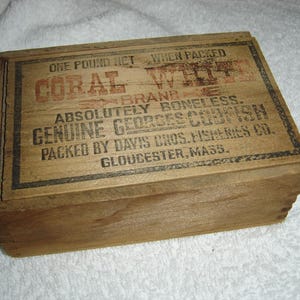 ONE POUND NET WHEN PACKED
CORAL WHITE
BRAND
ABSOLUTELY BONELESS.
GENUINE GEORGES CODFISH
PACKED BY DAVIS BROS. FISHERIES CO.
GLOUCESTER, MASS.